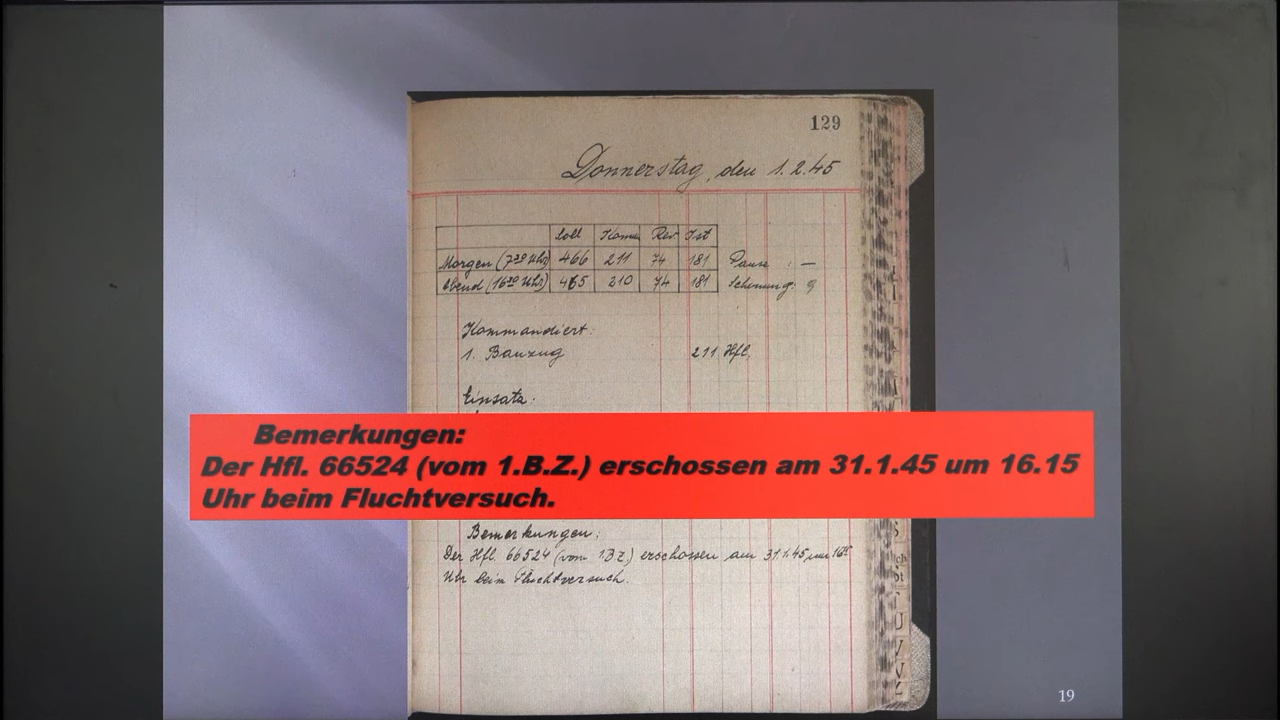 129
Donnerstag, den 1.2.45
Soll Komm Rev Ist
Morgen (7³⁰ Uhr) 466 211 74 181 Pause : —
Abend (16³⁰ Uhr) 465 210 74 181 Schonung: 9
Kommandiert:
1. Bauzug 211 Hfl.
Einsatz:
Bemerkungen:
Der Hfl. 66524 (vom 1.B.Z.) erschossen am 31.1.45 um 16.15
Uhr beim Fluchtversuch.
Bemerkungen:
Der Hfl. 66524 (vom 1BZ.) erschossen am 31.1.45 um 16¹⁵
Uhr beim Fluchtversuch.
19